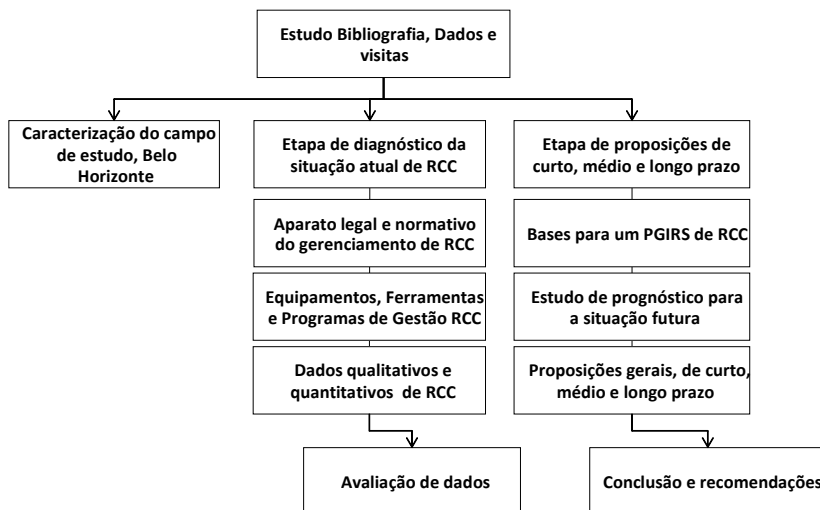 Estudo Bibliografia, Dados e
visitas
Caracterização do campo
de estudo, Belo
Horizonte
Etapa de diagnóstico da
situação atual de RCC
Etapa de proposições de
curto, médio e longo prazo
Aparato legal e normativo
do gerenciamento de RCC
Bases para um PGIRS de RCC
Equipamentos, Ferramentas
e Programas de Gestão RCC
Estudo de prognóstico para
a situação futura
Dados qualitativos e
quantitativos de RCC
Proposições gerais, de curto,
médio e longo prazo
Avaliação de dados
Conclusão e recomendações